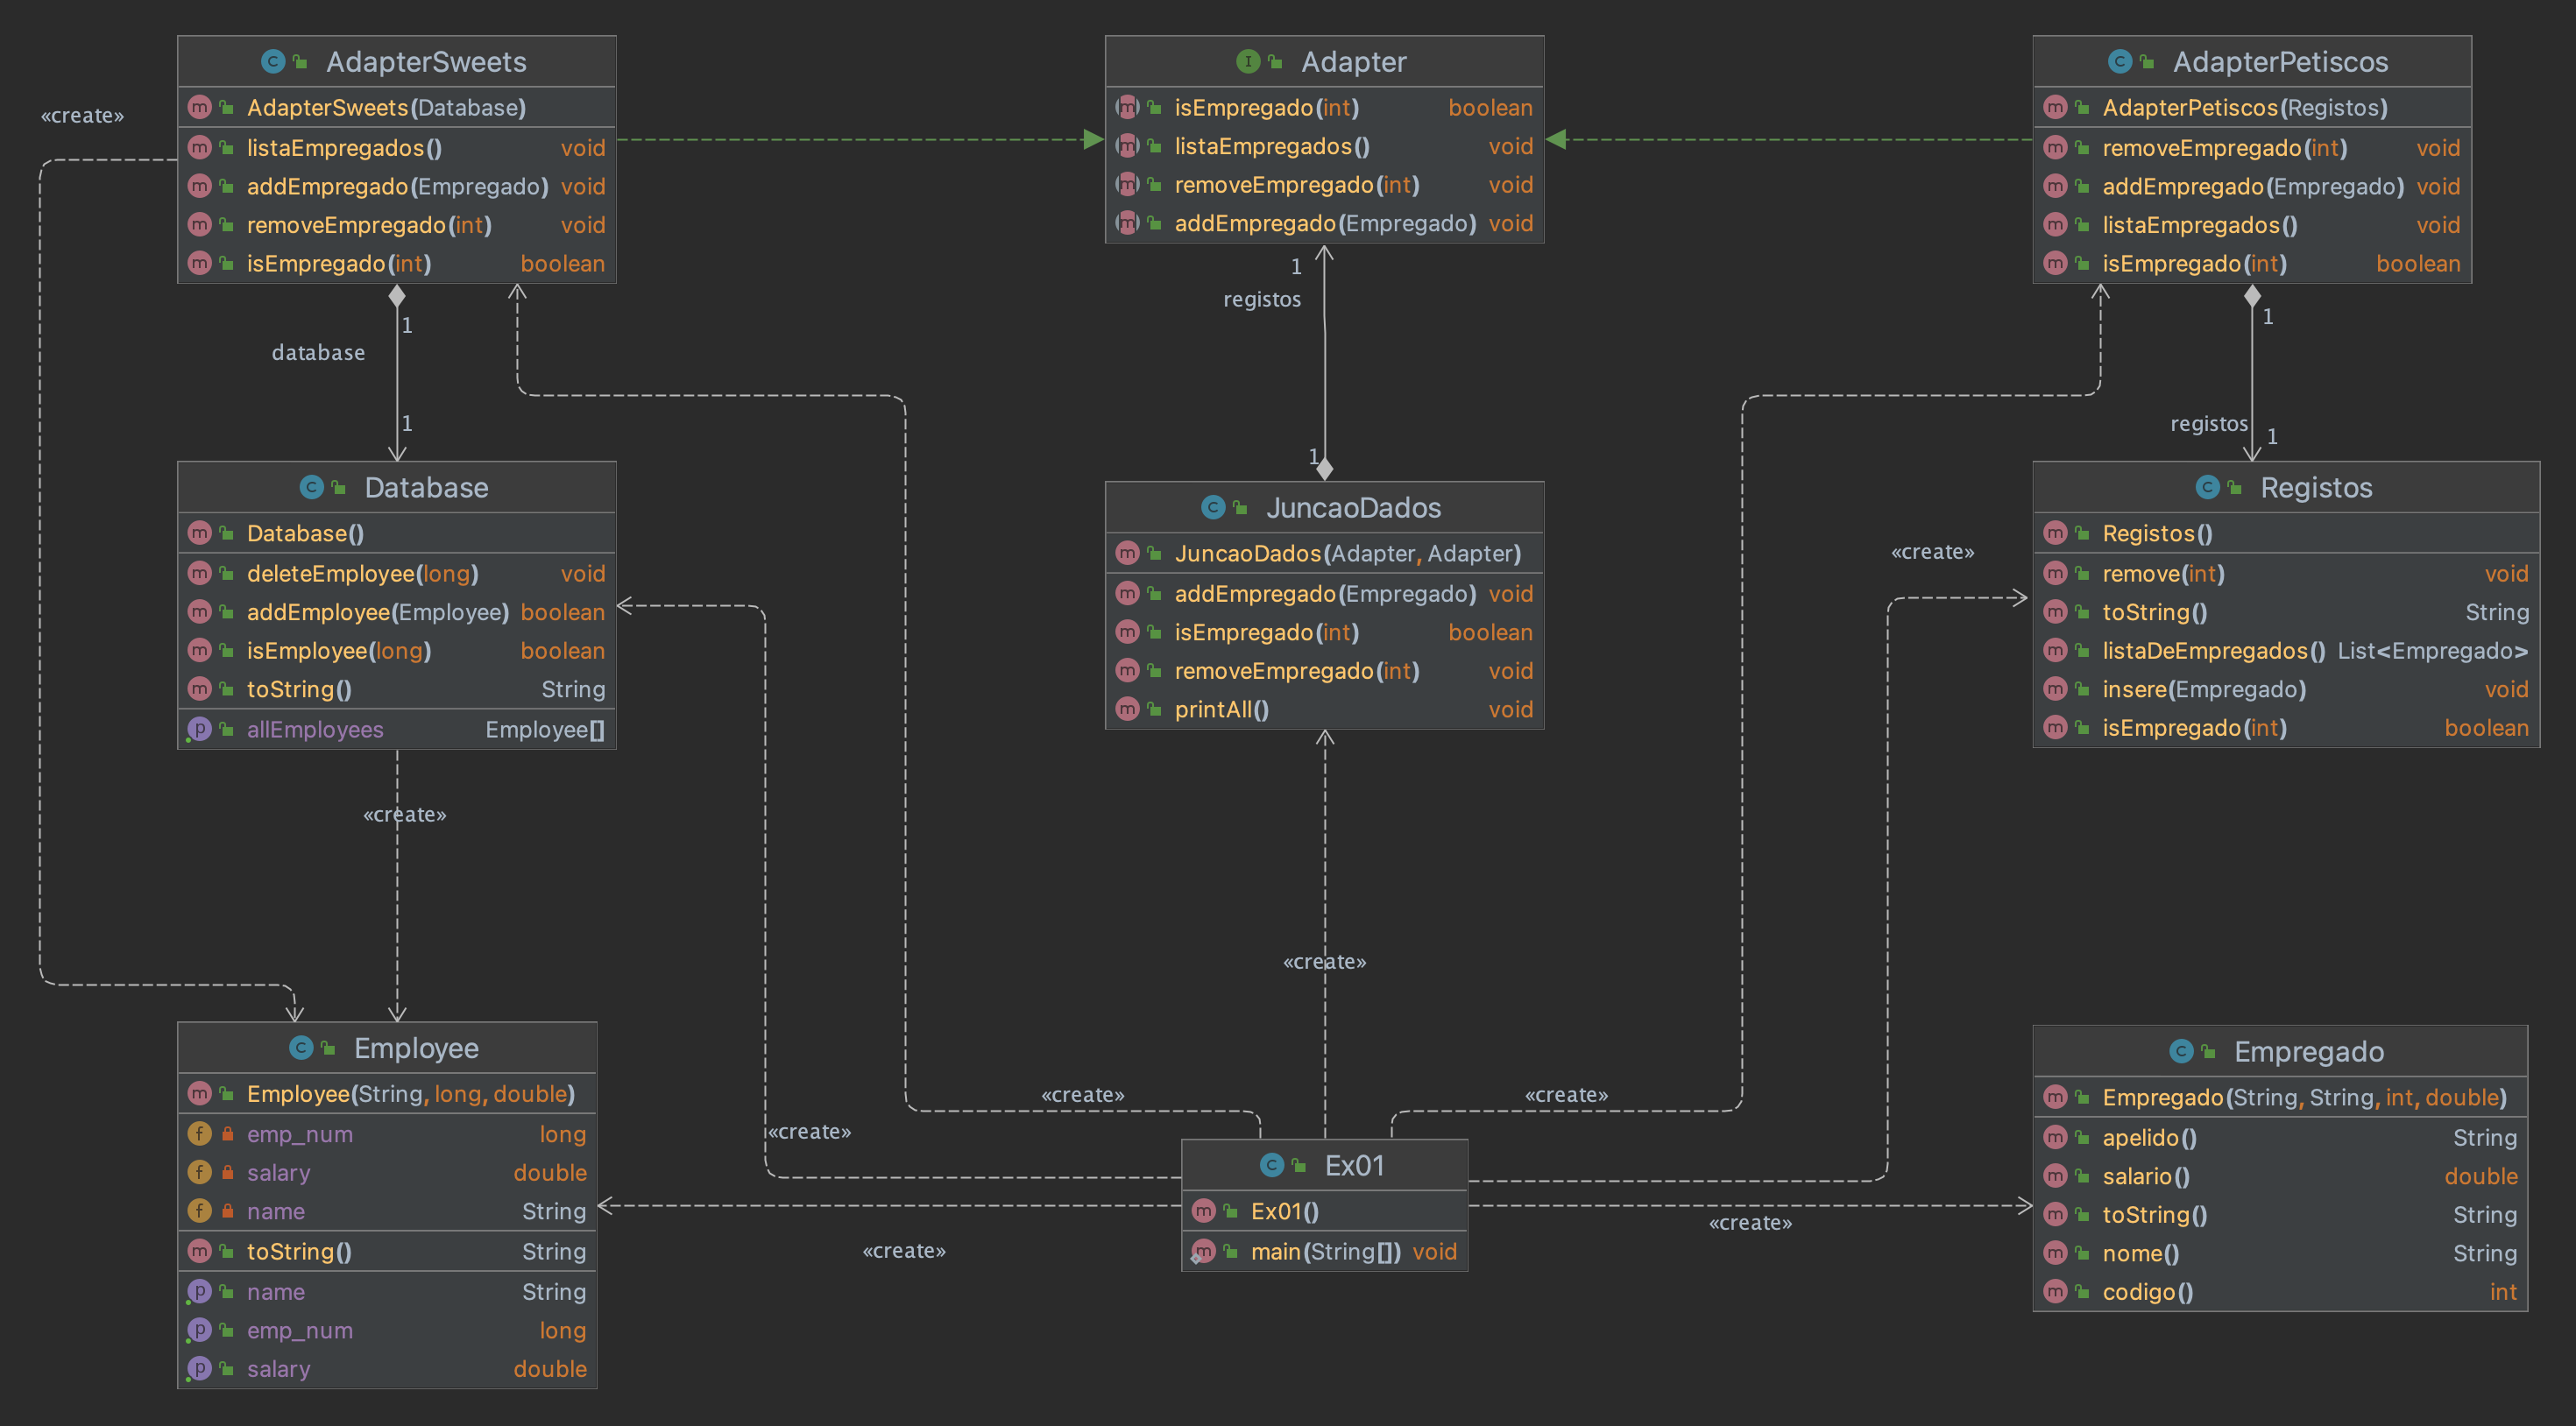 AdapterSweets
AdapterSweets(Database)
listaEmpregados() void
addEmpregado(Empregado) void
removeEmpregado(int) void
isEmpregado(int) boolean
Adapter
isEmpregado(int) boolean
listaEmpregados() void
removeEmpregado(int) void
addEmpregado(Empregado) void
AdapterPetiscos
AdapterPetiscos(Registos)
removeEmpregado(int) void
addEmpregado(Empregado) void
listaEmpregados() void
isEmpregado(int) boolean
«create»
1
database
1
1
registos
1
1
registos
1
Database
Database()
deleteEmployee(long) void
addEmployee(Employee) boolean
isEmployee(long) boolean
toString() String
allEmployees Employee[]
JuncaoDados
JuncaoDados(Adapter, Adapter)
addEmpregado(Empregado) void
isEmpregado(int) boolean
removeEmpregado(int) void
printAll() void
«create»
Registos
Registos()
remove(int) void
toString() String
listaDeEmpregados() List<Empregado>
insere(Empregado) void
isEmpregado(int) boolean
«create»
«create»
«create»
«create»
«create»
«create»
«create»
Employee
Employee(String, long, double)
emp_num long
salary double
name String
toString() String
name String
emp_num long
salary double
Ex01
Ex01()
main(String[]) void
Empregado
Empregado(String, String, int, double)
apelido() String
salario() double
toString() String
nome() String
codigo() int